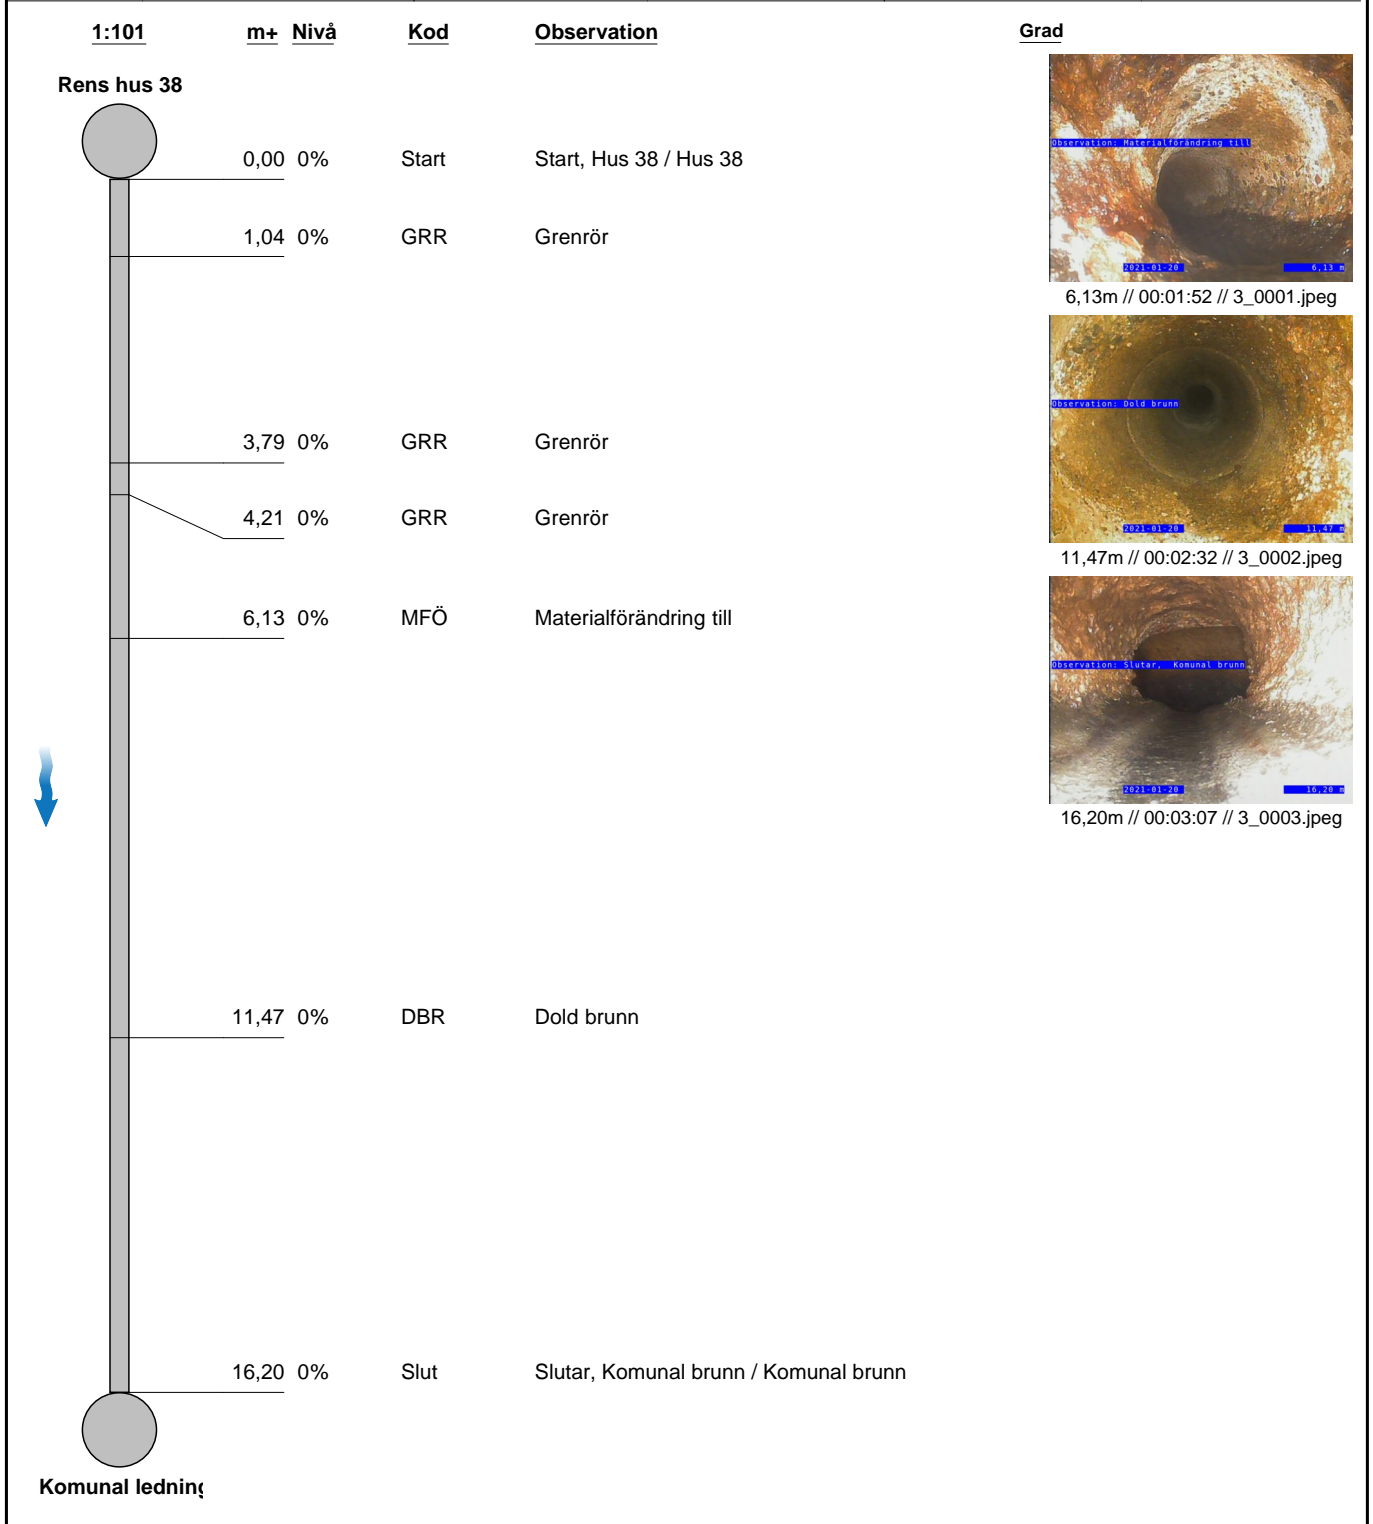 1:101 m+ Nivå Kod Observation Grad
Rens hus 38
0,00 0% Start Start, Hus 38 / Hus 38
1,04 0% GRR Grenrör
3,79 0% GRR Grenrör
4,21 0% GRR Grenrör
6,13 0% MFÖ Materialförändring till
11,47 0% DBR Dold brunn
16,20 0% Slut Slutar, Komunal brunn / Komunal brunn
Komunal ledning
Observation: Materialförändring till
2021-01-20 6,13 m
6,13m // 00:01:52 // 3_0001.jpeg
Observation: Dold brunn
2021-01-20 11,47 m
11,47m // 00:02:32 // 3_0002.jpeg
Observation: Slutar, Komunal brunn
2021-01-20 16,20 m
16,20m // 00:03:07 // 3_0003.jpeg